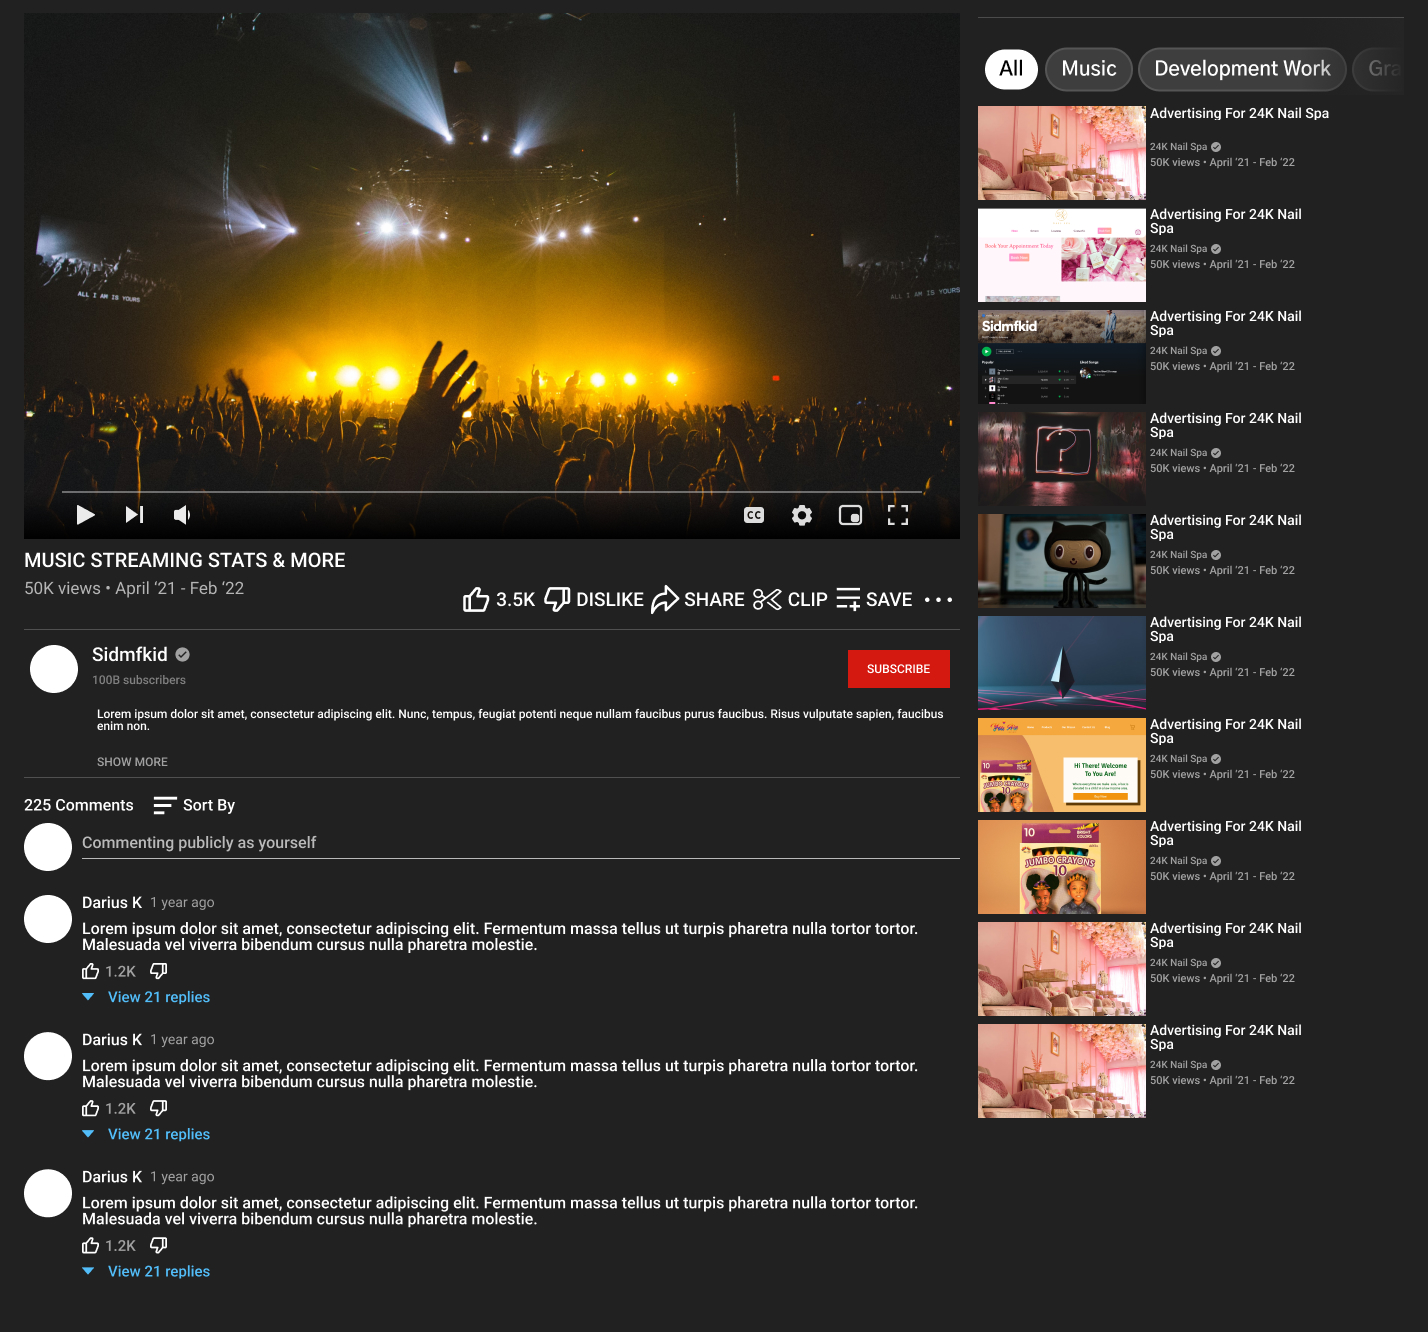 ALL I AM IS YOURS
ALL I AM IS YOURS
CC
MUSIC STREAMING STATS & MORE
50K views • April ‘21 - Feb ‘22
3.5K DISLIKE SHARE CLIP SAVE
Sidmfkid
100B subscribers
SUBSCRIBE
Lorem ipsum dolor sit amet, consectetur adipiscing elit. Nunc, tempus, feugiat potenti neque nullam faucibus purus faucibus. Risus vulputate sapien, faucibus
enim non.
SHOW MORE
225 Comments Sort By
Commenting publicly as yourself
Darius K 1 year ago
Lorem ipsum dolor sit amet, consectetur adipiscing elit. Fermentum massa tellus ut turpis pharetra nulla tortor tortor.
Malesuada vel viverra bibendum cursus nulla pharetra molestie.
1.2K
View 21 replies
Darius K 1 year ago
Lorem ipsum dolor sit amet, consectetur adipiscing elit. Fermentum massa tellus ut turpis pharetra nulla tortor tortor.
Malesuada vel viverra bibendum cursus nulla pharetra molestie.
1.2K
View 21 replies
Darius K 1 year ago
Lorem ipsum dolor sit amet, consectetur adipiscing elit. Fermentum massa tellus ut turpis pharetra nulla tortor tortor.
Malesuada vel viverra bibendum cursus nulla pharetra molestie.
1.2K
View 21 replies
All Music Development Work Gra
Advertising For 24K Nail Spa
24K Nail Spa
50K views • April ‘21 - Feb ‘22
Book Your Appointment Today
Advertising For 24K Nail
Spa
24K Nail Spa
50K views • April ‘21 - Feb ‘22
Sidmfkid
Popular
Liked Songs
Advertising For 24K Nail
Spa
24K Nail Spa
50K views • April ‘21 - Feb ‘22
?
Advertising For 24K Nail
Spa
24K Nail Spa
50K views • April ‘21 - Feb ‘22
Advertising For 24K Nail
Spa
24K Nail Spa
50K views • April ‘21 - Feb ‘22
Advertising For 24K Nail
Spa
24K Nail Spa
50K views • April ‘21 - Feb ‘22
10
JUMBO CRAYONS
10
Hi There! Welcome
To You Are!
Advertising For 24K Nail
Spa
24K Nail Spa
50K views • April ‘21 - Feb ‘22
10
BRIGHT
COLORS
JUMBO CRAYONS
10
Advertising For 24K Nail
Spa
24K Nail Spa
50K views • April ‘21 - Feb ‘22
Advertising For 24K Nail
Spa
24K Nail Spa
50K views • April ‘21 - Feb ‘22
Advertising For 24K Nail
Spa
24K Nail Spa
50K views • April ‘21 - Feb ‘22